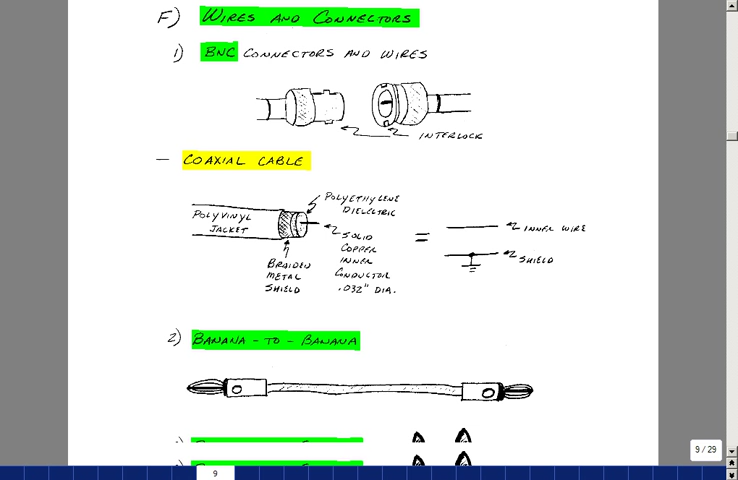 F) WIRES AND CONNECTORS
1) BNC CONNECTORS AND WIRES
INTERLOCK
— COAXIAL CABLE
POLYVINYL
JACKET
POLYETHYLENE
DIELECTRIC
SOLID
COPPER
INNER
CONDUCTOR
.032" DIA.
BRAIDED
METAL
SHIELD
=
INNER WIRE
SHIELD
2) BANANA - TO - BANANA
9 / 29
9